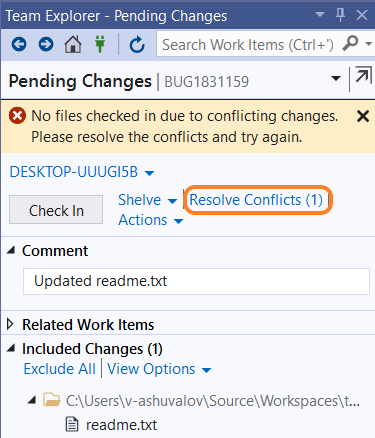 Team Explorer - Pending Changes
Search Work Items (Ctrl+')
Pending Changes | BUG1831159
No files checked in due to conflicting changes.
Please resolve the conflicts and try again.
DESKTOP-UUUGI5B
Check In
Shelve
Resolve Conflicts (1)
Actions
Comment
Updated readme.txt
Related Work Items
Included Changes (1)
Exclude All | View Options
C:\Users\v-ashuvalov\Source\Workspaces\t...
readme.txt